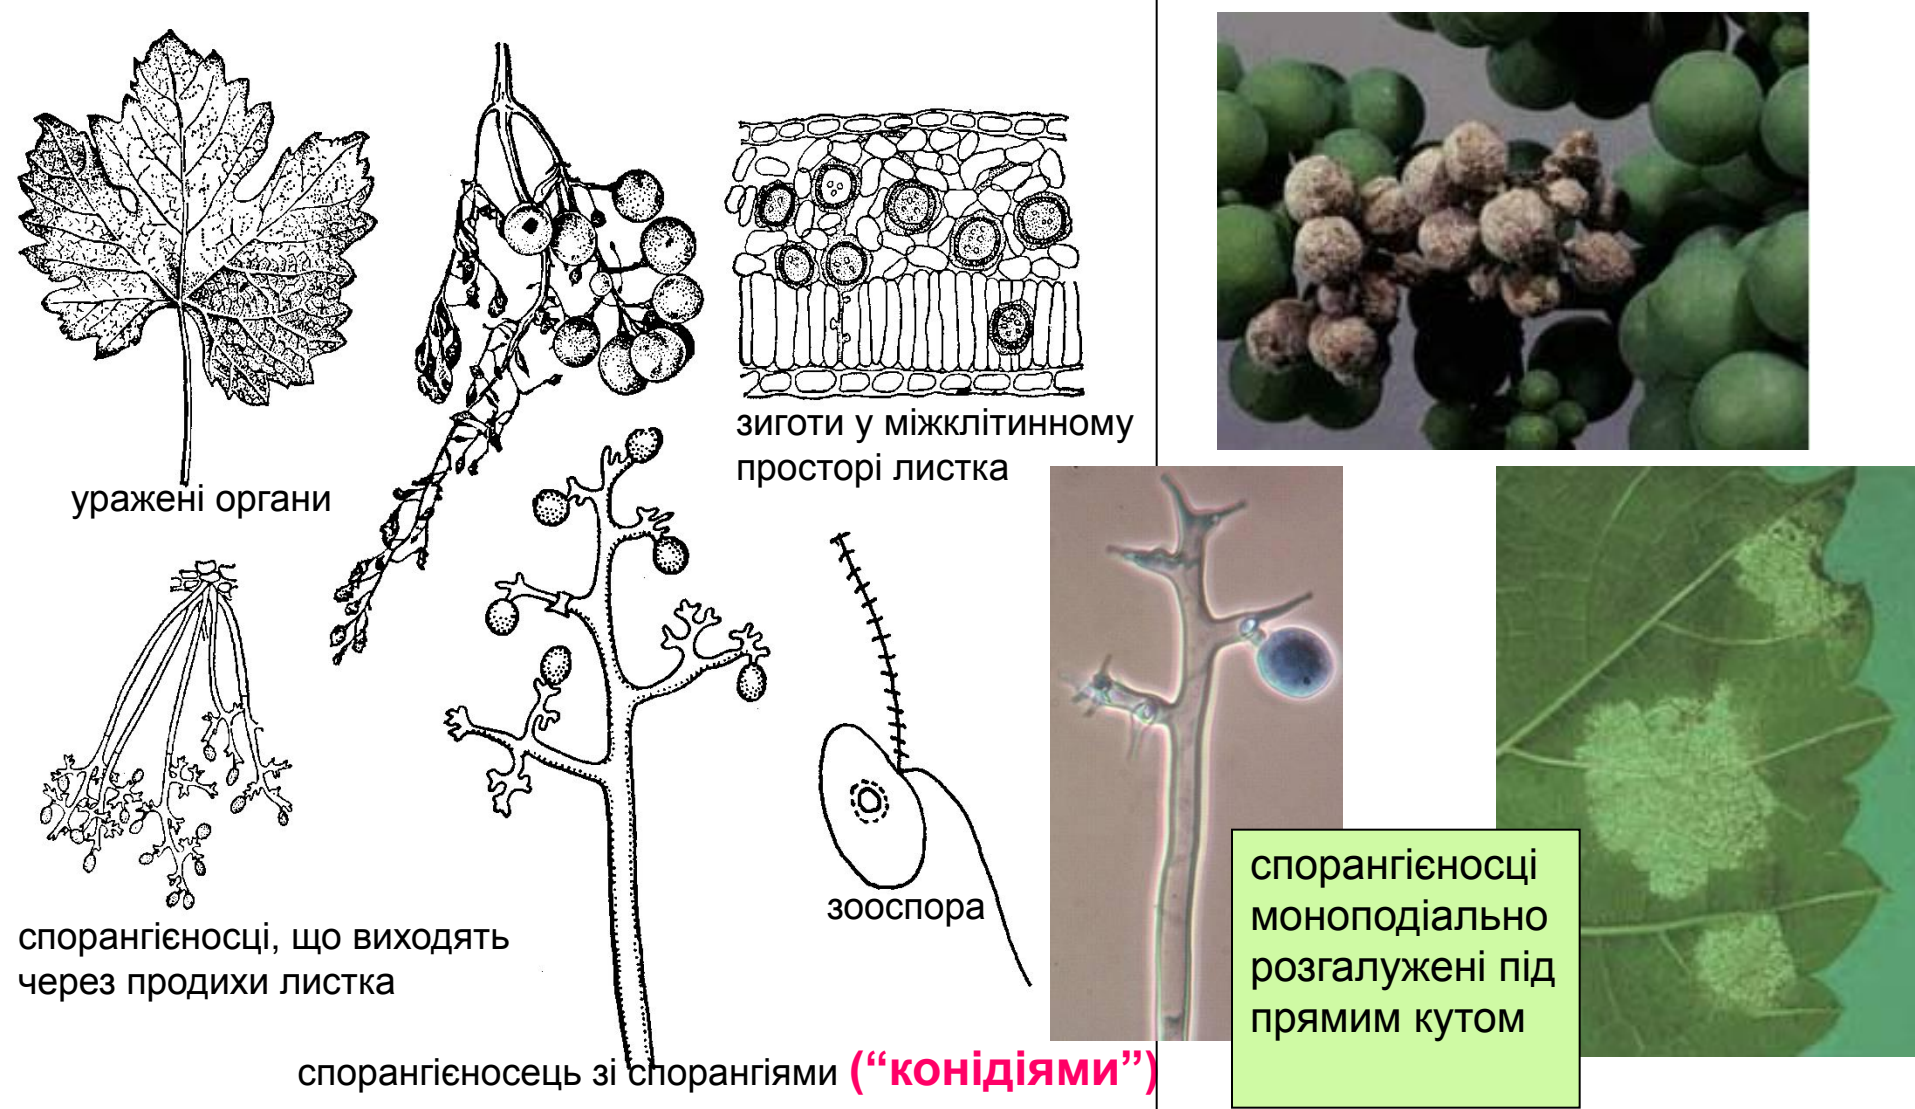 зиготи у міжклітинному
просторі листка
уражені органи
зооспора
спорангієносці, що виходять
через продихи листка
спорангієносці
моноподіально
розгалужені під
прямим кутом
спорангієносець зі спорангіями (“конідіями”)